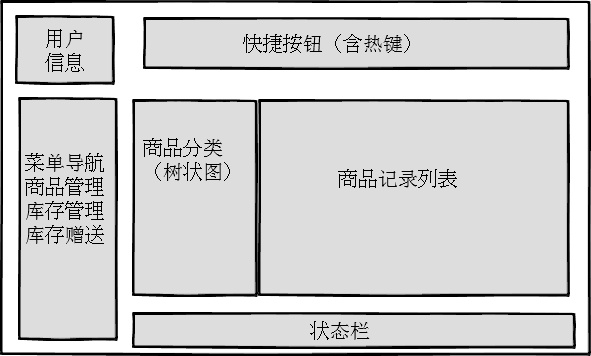 用户
信息
快捷按钮（含热键）
菜单导航
商品管理
库存管理
库存赠送
商品分类
（树状图）
商品记录列表
状态栏